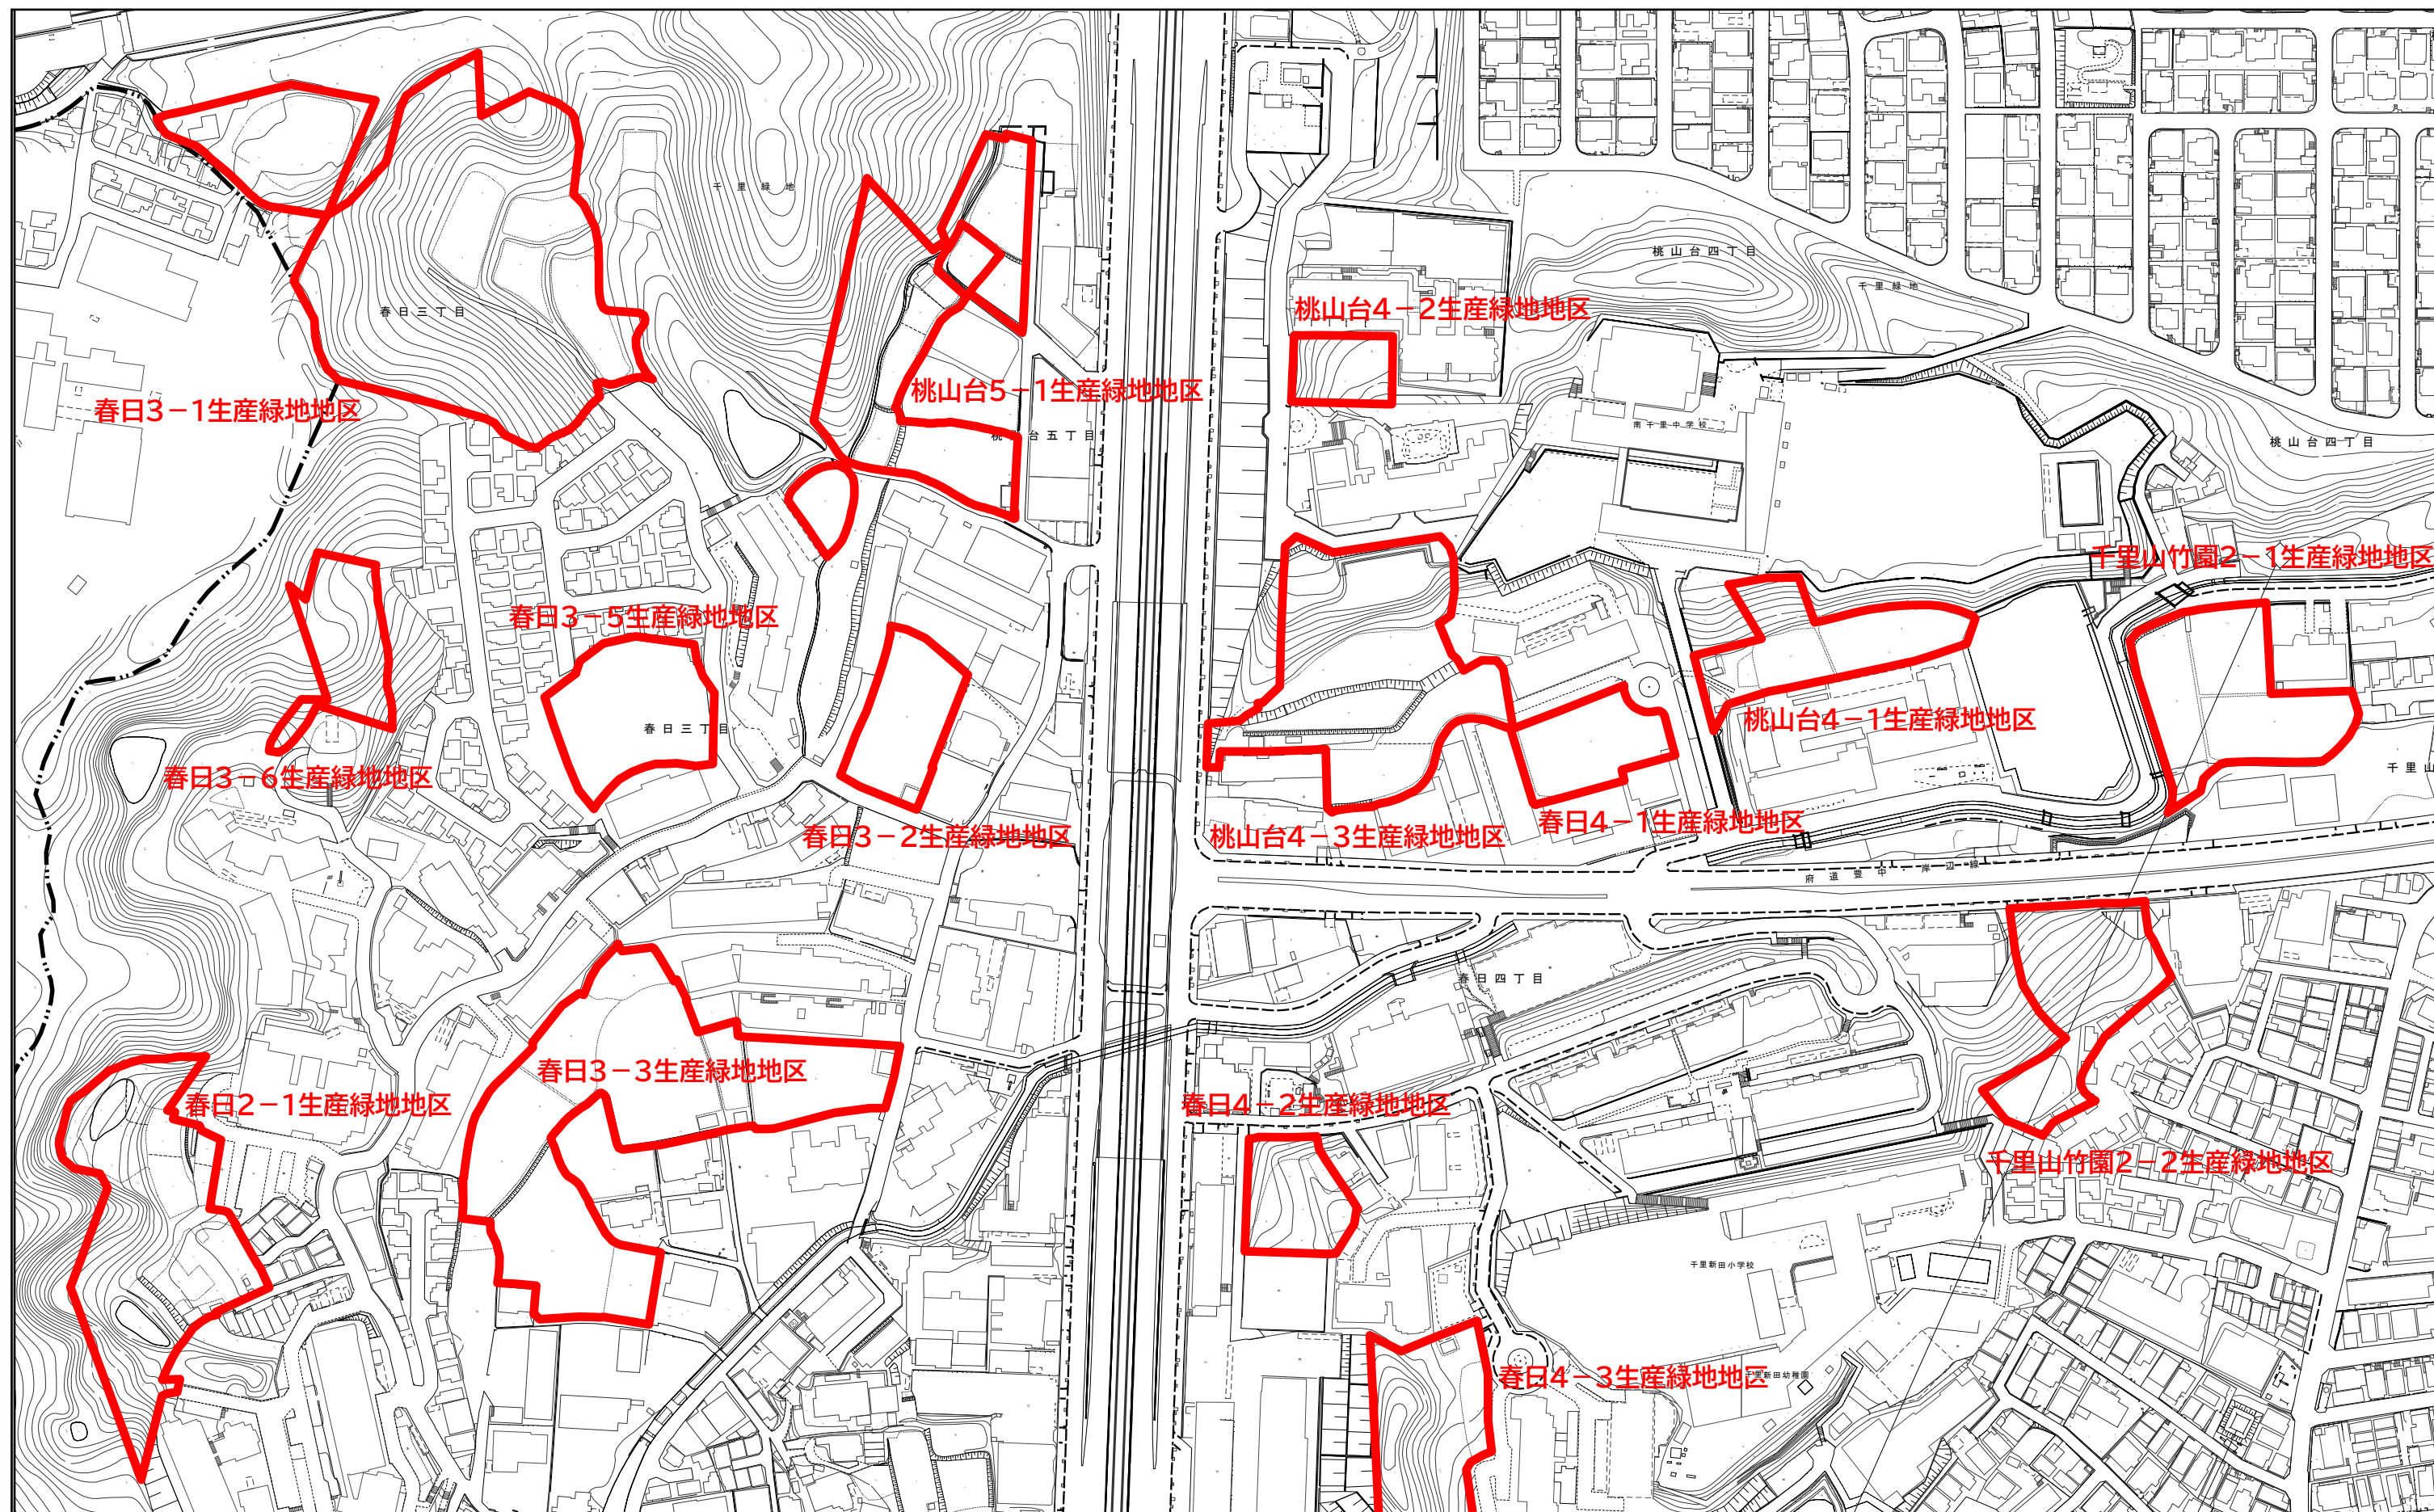 千里緑地
桃山台四丁目
千里緑地
春日三丁目
桃山台4－2生産緑地地区
桃山台5－1生産緑地地区
春日3－1生産緑地地区
南千里中学校
桃山台五丁目
桃山台四丁目
千里山竹園2－1生産緑地地区
春日3－5生産緑地地区
春日三丁目
桃山台4－1生産緑地地区
千里山
春日3－6生産緑地地区
春日3－2生産緑地地区
桃山台4－3生産緑地地区
春日4－1生産緑地地区
府道豊中岸辺線
春日四丁目
春日3－3生産緑地地区
春日2－1生産緑地地区
春日4－2生産緑地地区
千里山竹園2－2生産緑地地区
千里新田小学校
春日4－3生産緑地地区
千里新田幼稚園